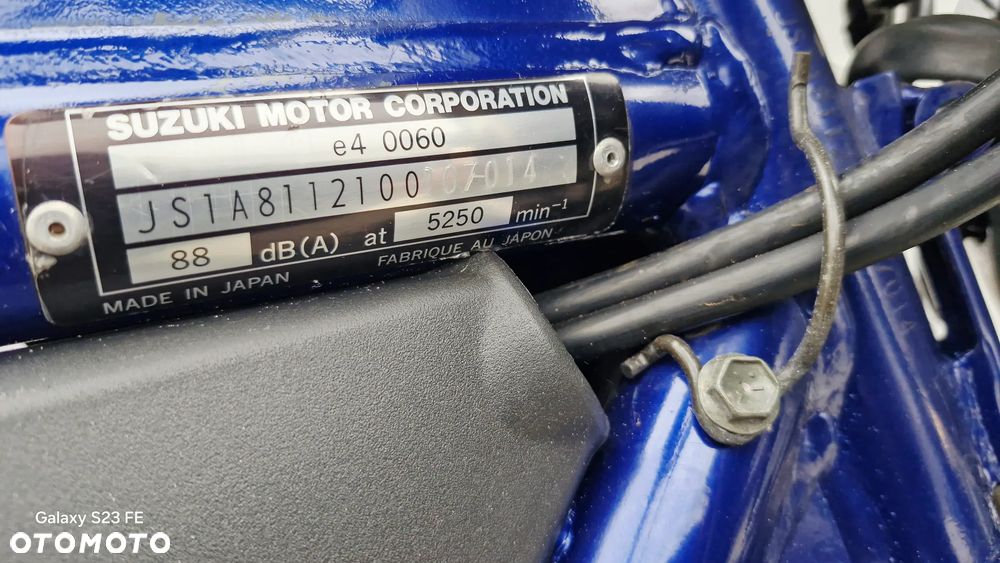 SUZUKI MOTOR CORPORATION
e4 0060
JS1A8112100
88 dB(A) at 5250 min-1
MADE IN JAPAN FABRIQUE AU JAPON
Galaxy S23 FE
OTOMOTO